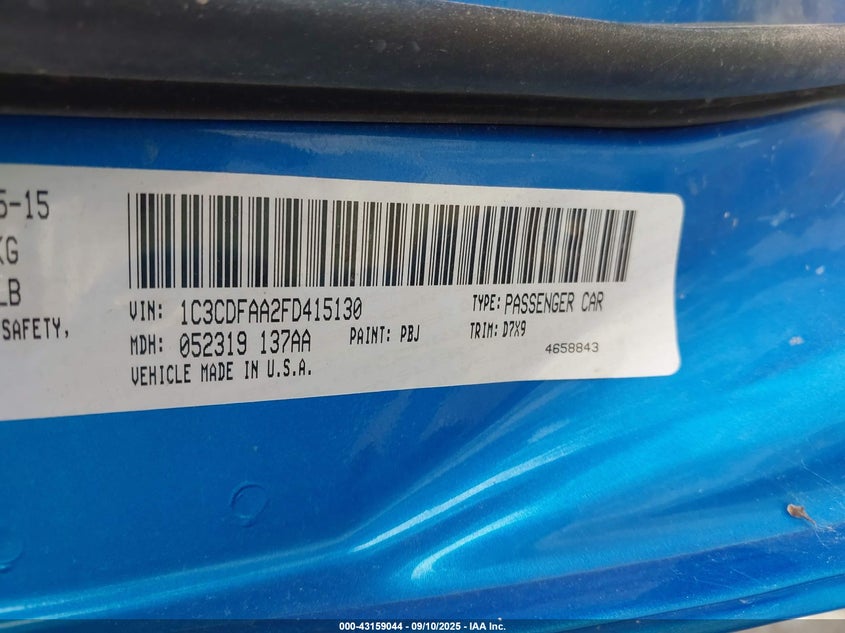 5-15
KG
LB
SAFETY,
VIN: 1C3CDFAA2FD415130
TYPE: PASSENGER CAR
MDH: 052319 137AA
PAINT: PBJ
TRIM: D7X9
VEHICLE MADE IN U.S.A.
4658843
000-43159044 - 09/10/2025 - IAA Inc.